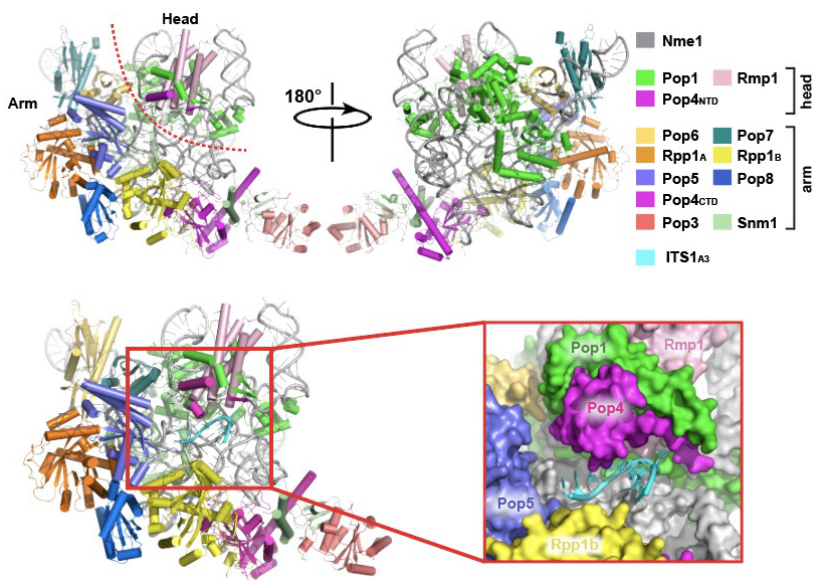 Head
Arm
180°
Nme1
Pop1 Rmp1
Pop4NTD
head
Pop6 Pop7
Rpp1A Rpp1B
Pop5 Pop8
Pop4CTD
Pop3 Snm1
arm
ITS1A3
Pop1 Rmp1
Pop4
Pop5
Rpp1b